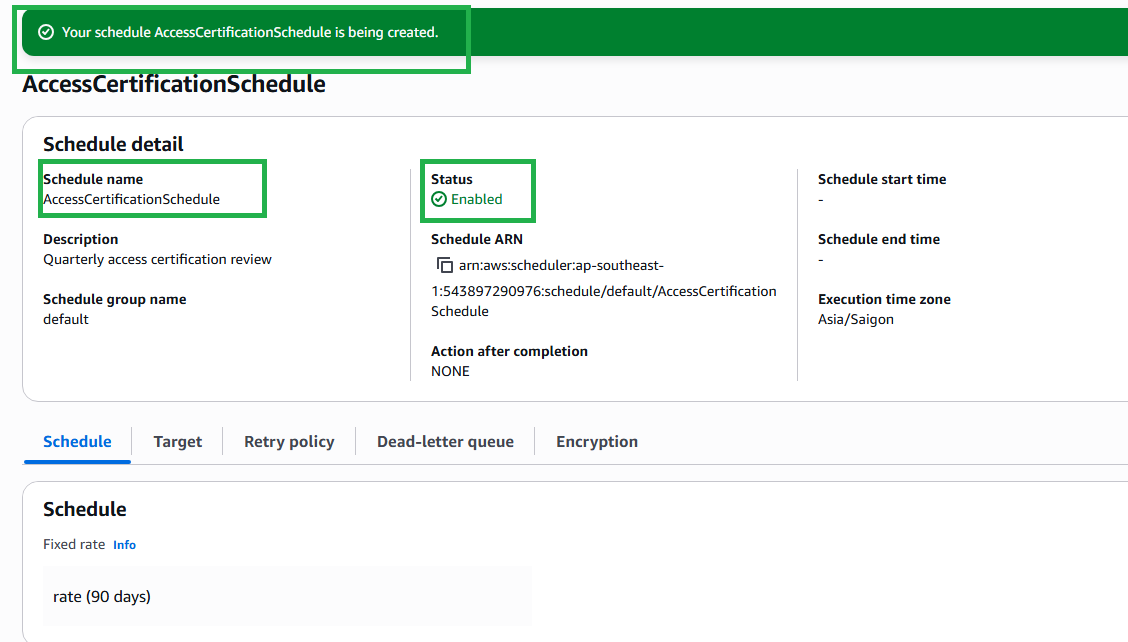 Your schedule AccessCertificationSchedule is being created.
AccessCertificationSchedule
Schedule detail
Schedule name
AccessCertificationSchedule
Description
Quarterly access certification review
Schedule group name
default
Status
Enabled
Schedule ARN
arn:aws:scheduler:ap-southeast-
1:543897290976:schedule/default/AccessCertification
Schedule
Action after completion
NONE
Schedule start time
-
Schedule end time
-
Execution time zone
Asia/Saigon
Schedule
Target
Retry policy
Dead-letter queue
Encryption
Schedule
Fixed rate Info
rate (90 days)